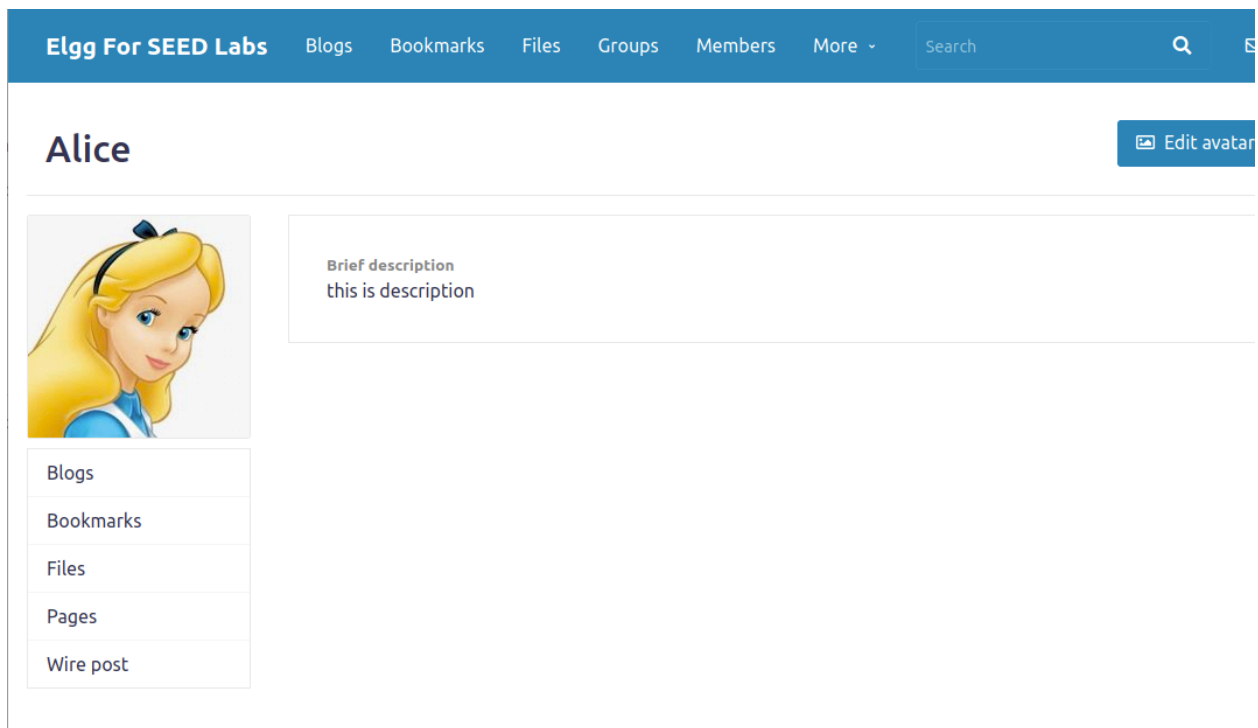 Elgg For SEED Labs Blogs Bookmarks Files Groups Members More Search
Alice
Edit avatar
Brief description
this is description
Blogs
Bookmarks
Files
Pages
Wire post